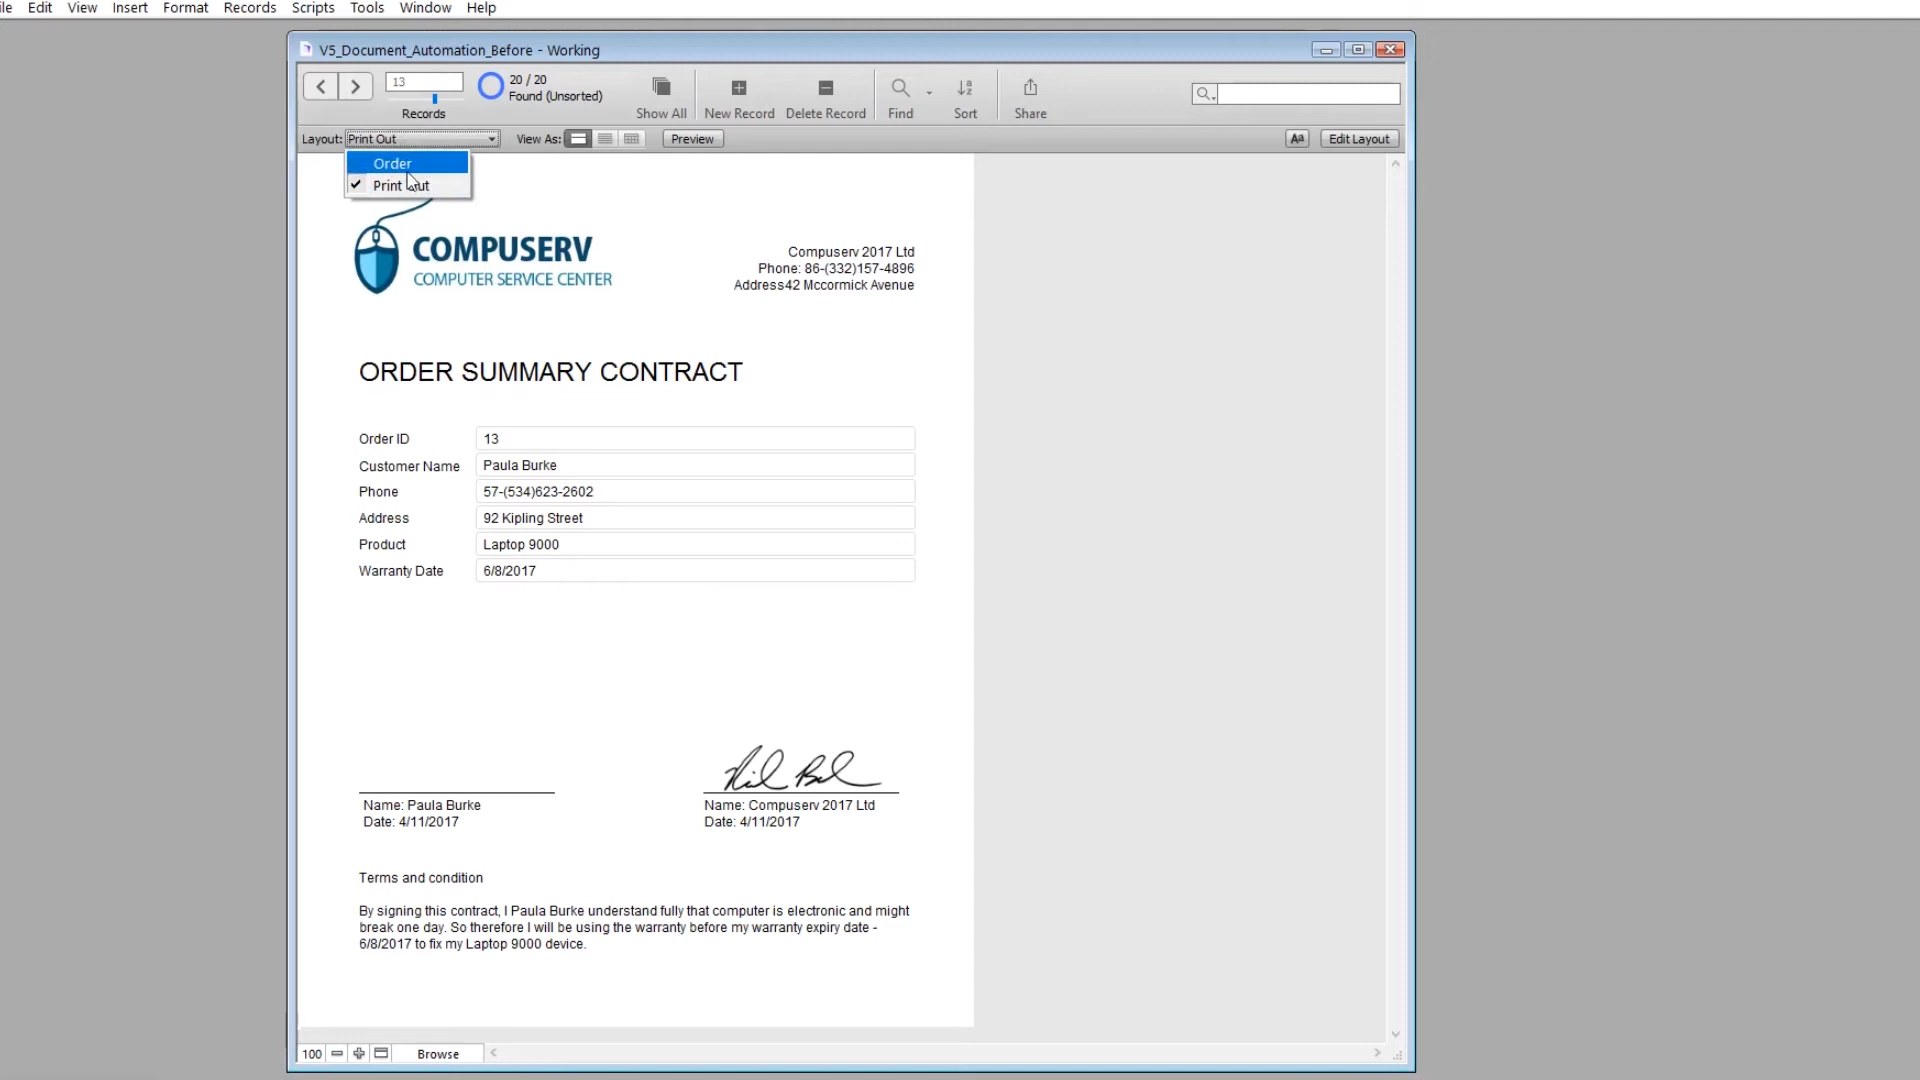 ile Edit View Insert Format Records Scripts Tools Window Help
V5_Document_Automation_Before - Working
13
20 / 20
Found (Unsorted)
Records
Show All New Record Delete Record Find Sort Share
Layout: Print Out View As: Preview Aa Edit Layout
Order
Print Out
COMPUSERV
COMPUTER SERVICE CENTER
Compuserv 2017 Ltd
Phone: 86-(332)157-4896
Address42 Mccormick Avenue
ORDER SUMMARY CONTRACT
Order ID 13
Customer Name Paula Burke
Phone 57-(534)623-2602
Address 92 Kipling Street
Product Laptop 9000
Warranty Date 6/8/2017
Name: Paula Burke
Date: 4/11/2017
Name: Compuserv 2017 Ltd
Date: 4/11/2017
Terms and condition
By signing this contract, I Paula Burke understand fully that computer is electronic and might
break one day. So therefore I will be using the warranty before my warranty expiry date -
6/8/2017 to fix my Laptop 9000 device.
100 Browse